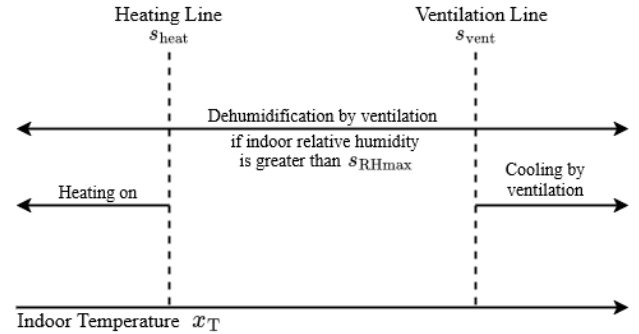 Heating Line
s_heat
Ventilation Line
s_vent
Dehumidification by ventilation
if indoor relative humidity
is greater than s_RHmax
Heating on
Cooling by
ventilation
Indoor Temperature x_T